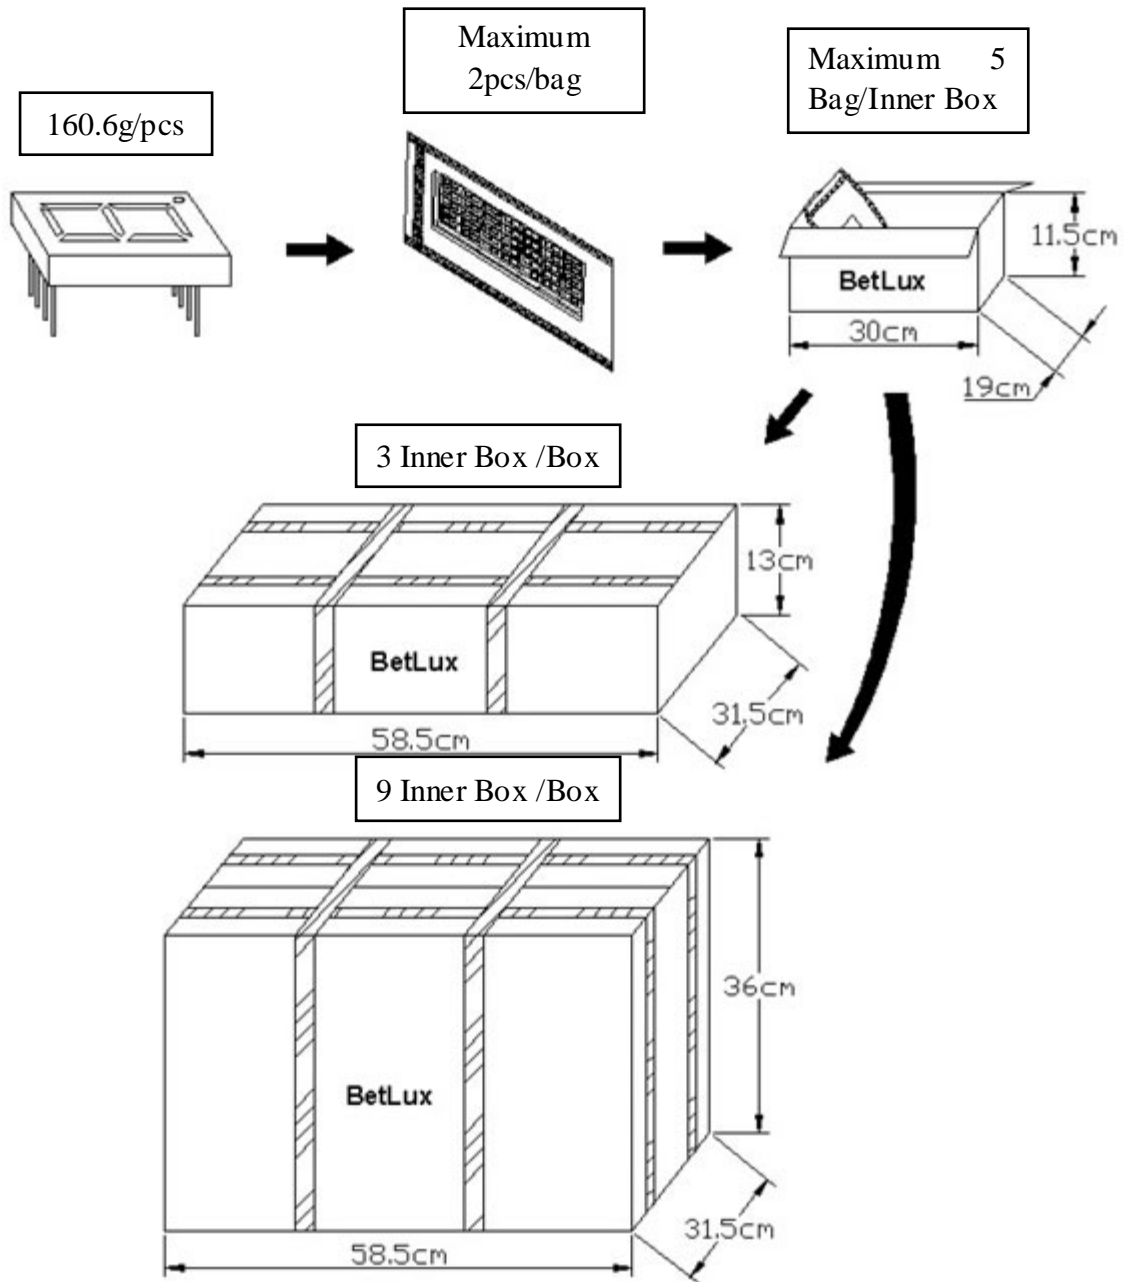 Maximum
2pcs/bag
Maximum 5
Bag/Inner Box
160.6g/pcs
11.5cm
BetLux
30cm
19cm
3 Inner Box /Box
13cm
BetLux
31.5cm
58.5cm
9 Inner Box /Box
36cm
BetLux
31.5cm
58.5cm